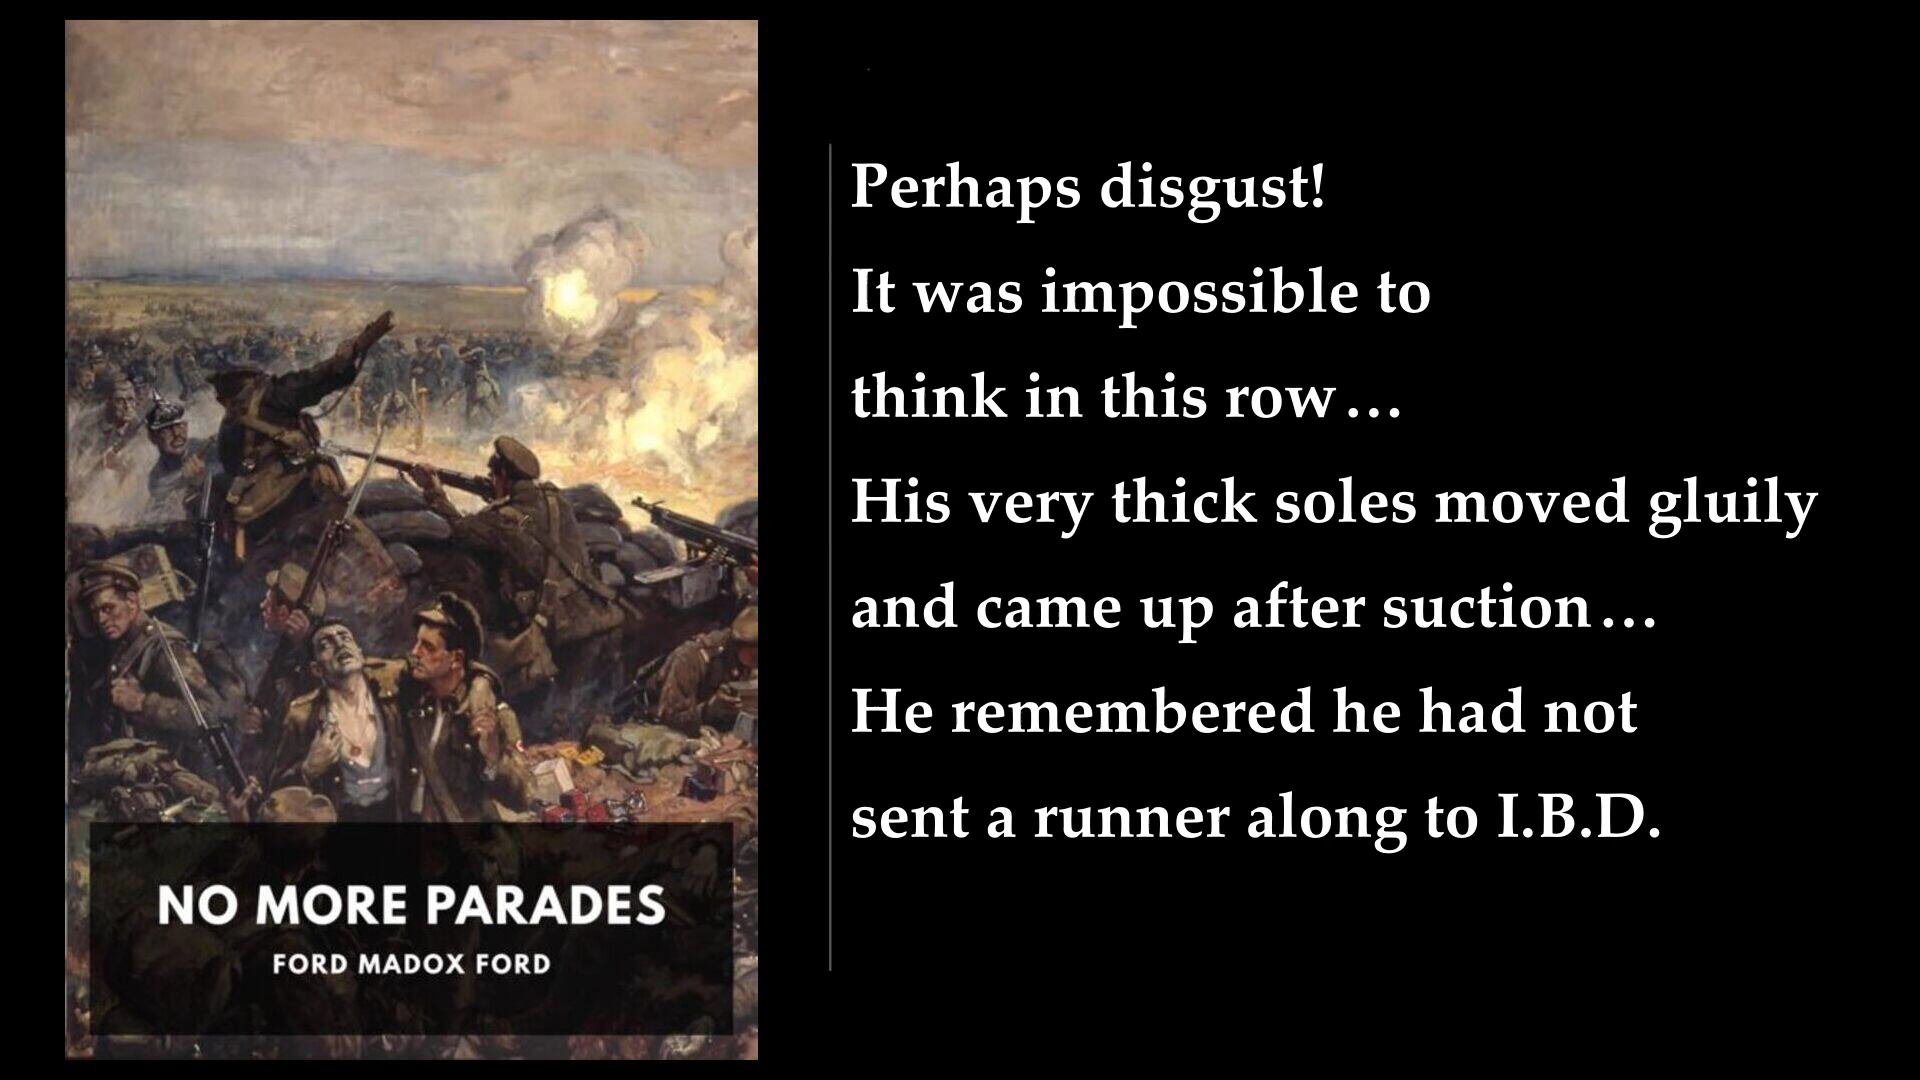 NO MORE PARADES
FORD MADOX FORD
Perhaps disgust!
It was impossible to
think in this row…
His very thick soles moved gluily
and came up after suction…
He remembered he had not
sent a runner along to I.B.D.